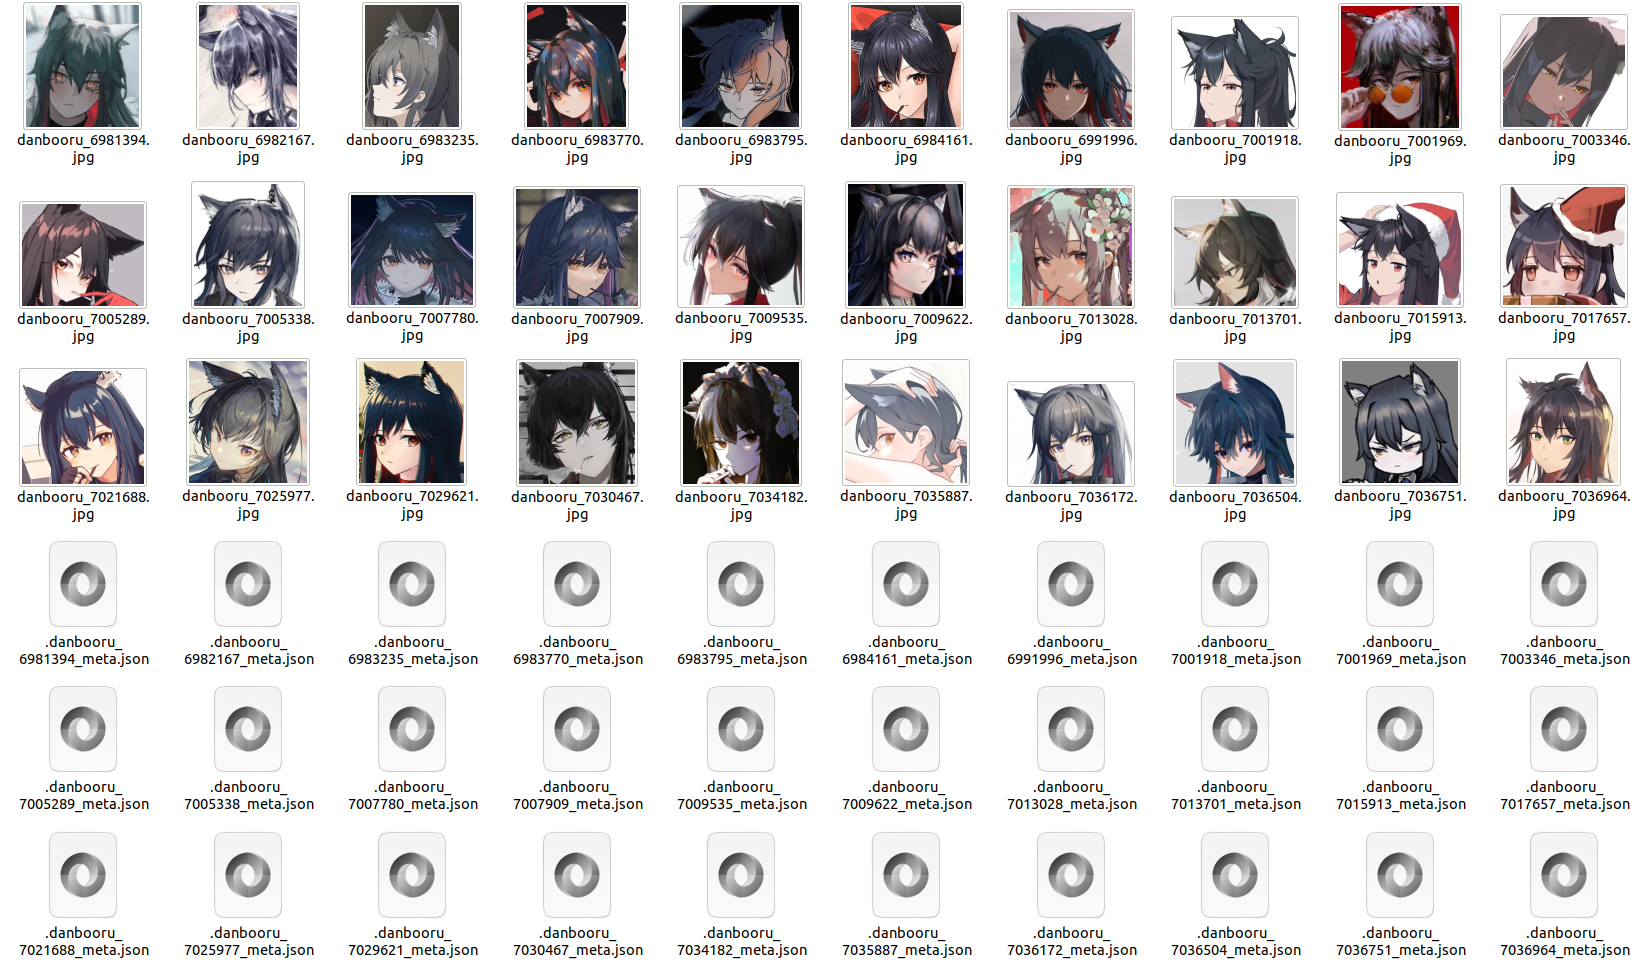 danbooru_6981394.
jpg
danbooru_6982167.
jpg
danbooru_6983235.
jpg
danbooru_6983770.
jpg
danbooru_6983795.
jpg
danbooru_6984161.
jpg
danbooru_6991996.
jpg
danbooru_7001918.
jpg
danbooru_7001969.
jpg
danbooru_7003346.
jpg
danbooru_7005289.
jpg
danbooru_7005338.
jpg
danbooru_7007780.
jpg
danbooru_7007909.
jpg
danbooru_7009535.
jpg
danbooru_7009622.
jpg
danbooru_7013028.
jpg
danbooru_7013701.
jpg
danbooru_7015913.
jpg
danbooru_7017657.
jpg
danbooru_7021688.
jpg
danbooru_7025977.
jpg
danbooru_7029621.
jpg
danbooru_7030467.
jpg
danbooru_7034182.
jpg
danbooru_7035887.
jpg
danbooru_7036172.
jpg
danbooru_7036504.
jpg
danbooru_7036751.
jpg
danbooru_7036964.
jpg
.danbooru_
6981394_meta.json
.danbooru_
6982167_meta.json
.danbooru_
6983235_meta.json
.danbooru_
6983770_meta.json
.danbooru_
6983795_meta.json
.danbooru_
6984161_meta.json
.danbooru_
6991996_meta.json
.danbooru_
7001918_meta.json
.danbooru_
7001969_meta.json
.danbooru_
7003346_meta.json
.danbooru_
7005289_meta.json
.danbooru_
7005338_meta.json
.danbooru_
7007780_meta.json
.danbooru_
7007909_meta.json
.danbooru_
7009535_meta.json
.danbooru_
7009622_meta.json
.danbooru_
7013028_meta.json
.danbooru_
7013701_meta.json
.danbooru_
7015913_meta.json
.danbooru_
7017657_meta.json
.danbooru_
7021688_meta.json
.danbooru_
7025977_meta.json
.danbooru_
7029621_meta.json
.danbooru_
7030467_meta.json
.danbooru_
7034182_meta.json
.danbooru_
7035887_meta.json
.danbooru_
7036172_meta.json
.danbooru_
7036504_meta.json
.danbooru_
7036751_meta.json
.danbooru_
7036964_meta.json